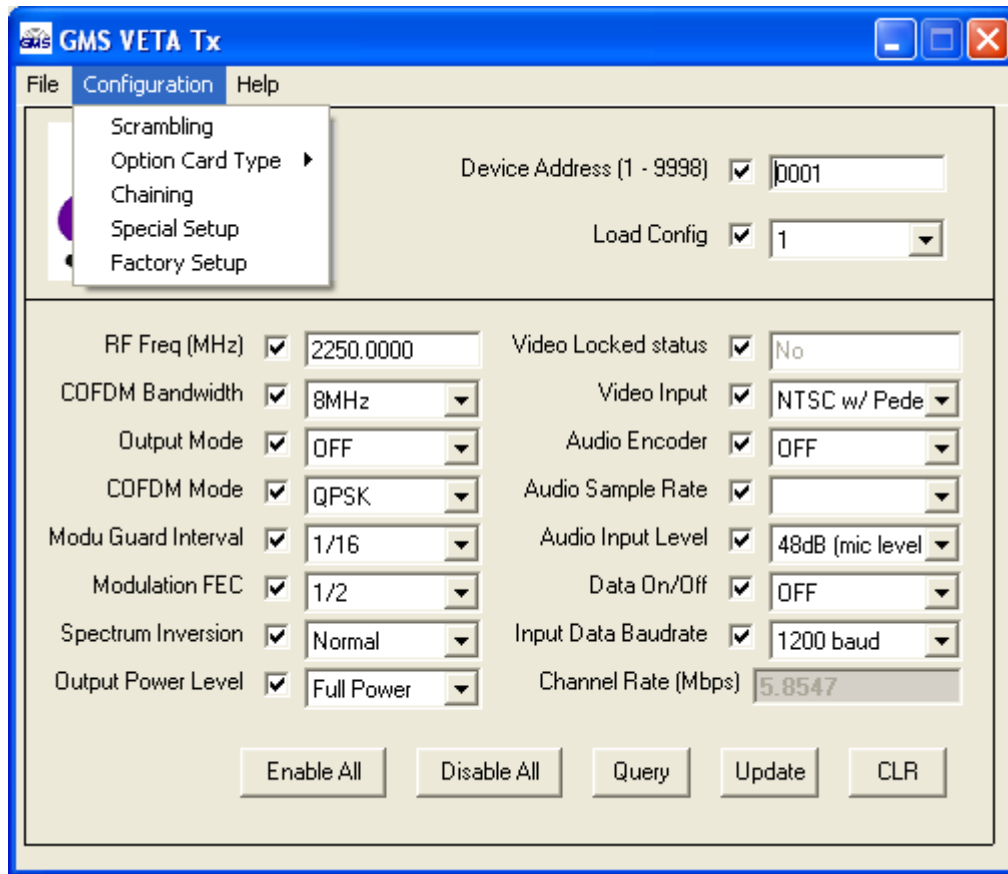 GMS GMS VETA Tx
File Configuration Help
Scrambling
Option Card Type
Chaining
Special Setup
Factory Setup
Device Address (1 - 9998) 0001
Load Config 1
RF Freq (MHz) 2250.0000
COFDM Bandwidth 8MHz
Output Mode OFF
COFDM Mode QPSK
Modu Guard Interval 1/16
Modulation FEC 1/2
Spectrum Inversion Normal
Output Power Level Full Power
Video Locked status No
Video Input NTSC w/ Pede
Audio Encoder OFF
Audio Sample Rate
Audio Input Level 48dB (mic level
Data On/Off OFF
Input Data Baudrate 1200 baud
Channel Rate (Mbps) 5.8547
Enable All Disable All Query Update CLR